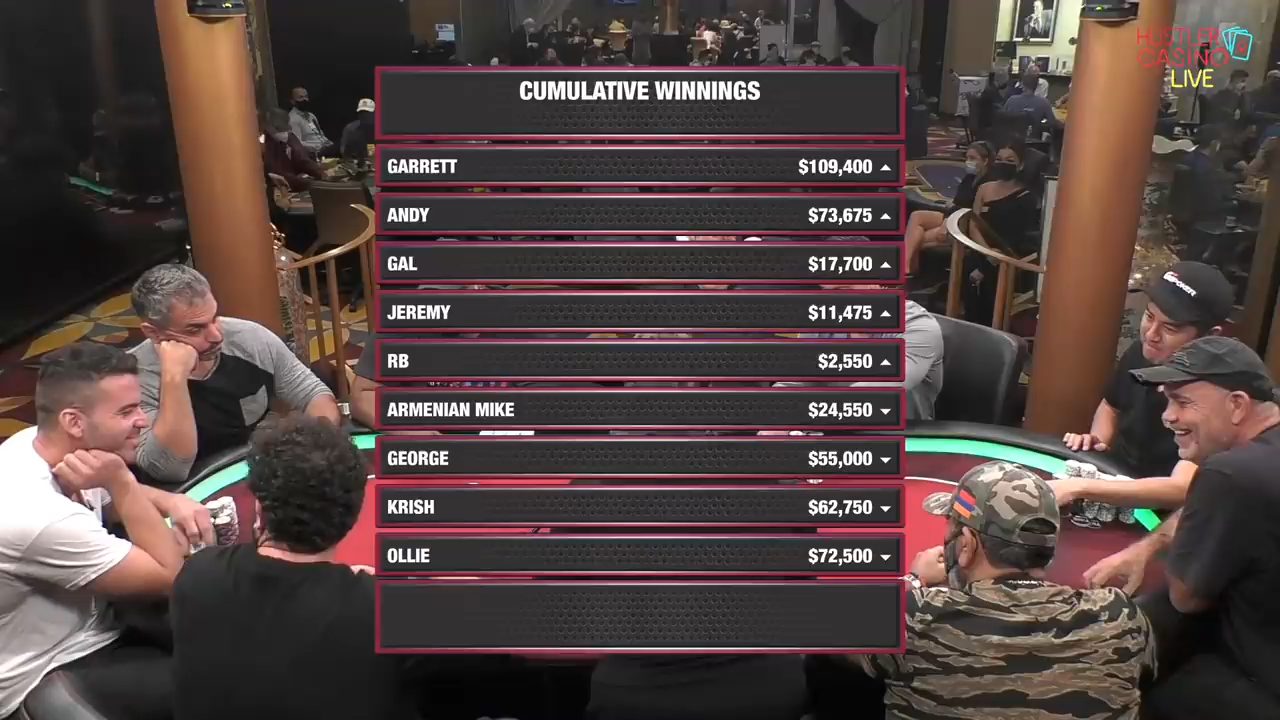 HUSTLER
CASINO
LIVE
CUMULATIVE WINNINGS
GARRETT $109,400
ANDY $73,675
GAL $17,700
JEREMY $11,475
RB $2,550
ARMENIAN MIKE $24,550
GEORGE $55,000
KRISH $62,750
OLLIE $72,500